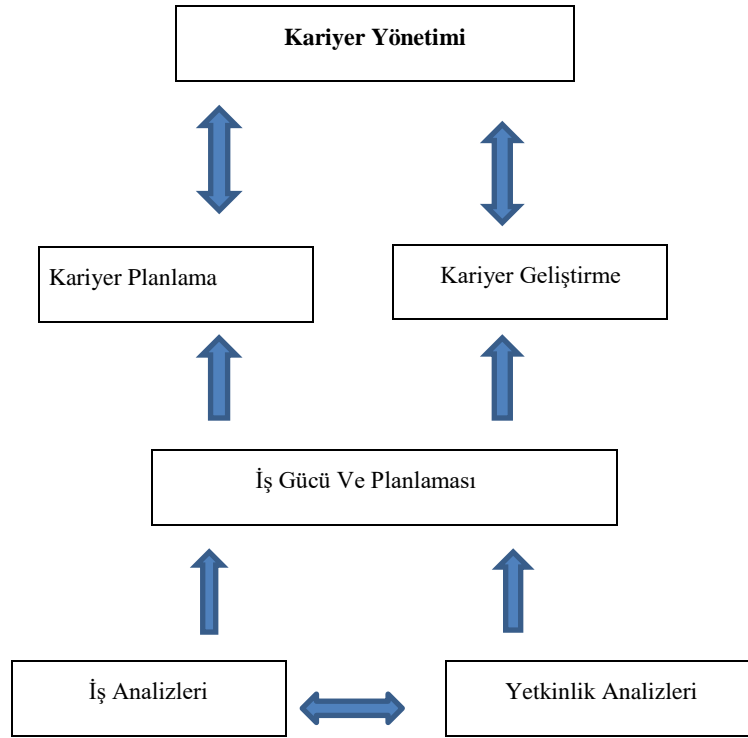 Kariyer Yönetimi
Kariyer Planlama
Kariyer Geliştirme
İş Gücü Ve Planlaması
İş Analizleri
Yetkinlik Analizleri